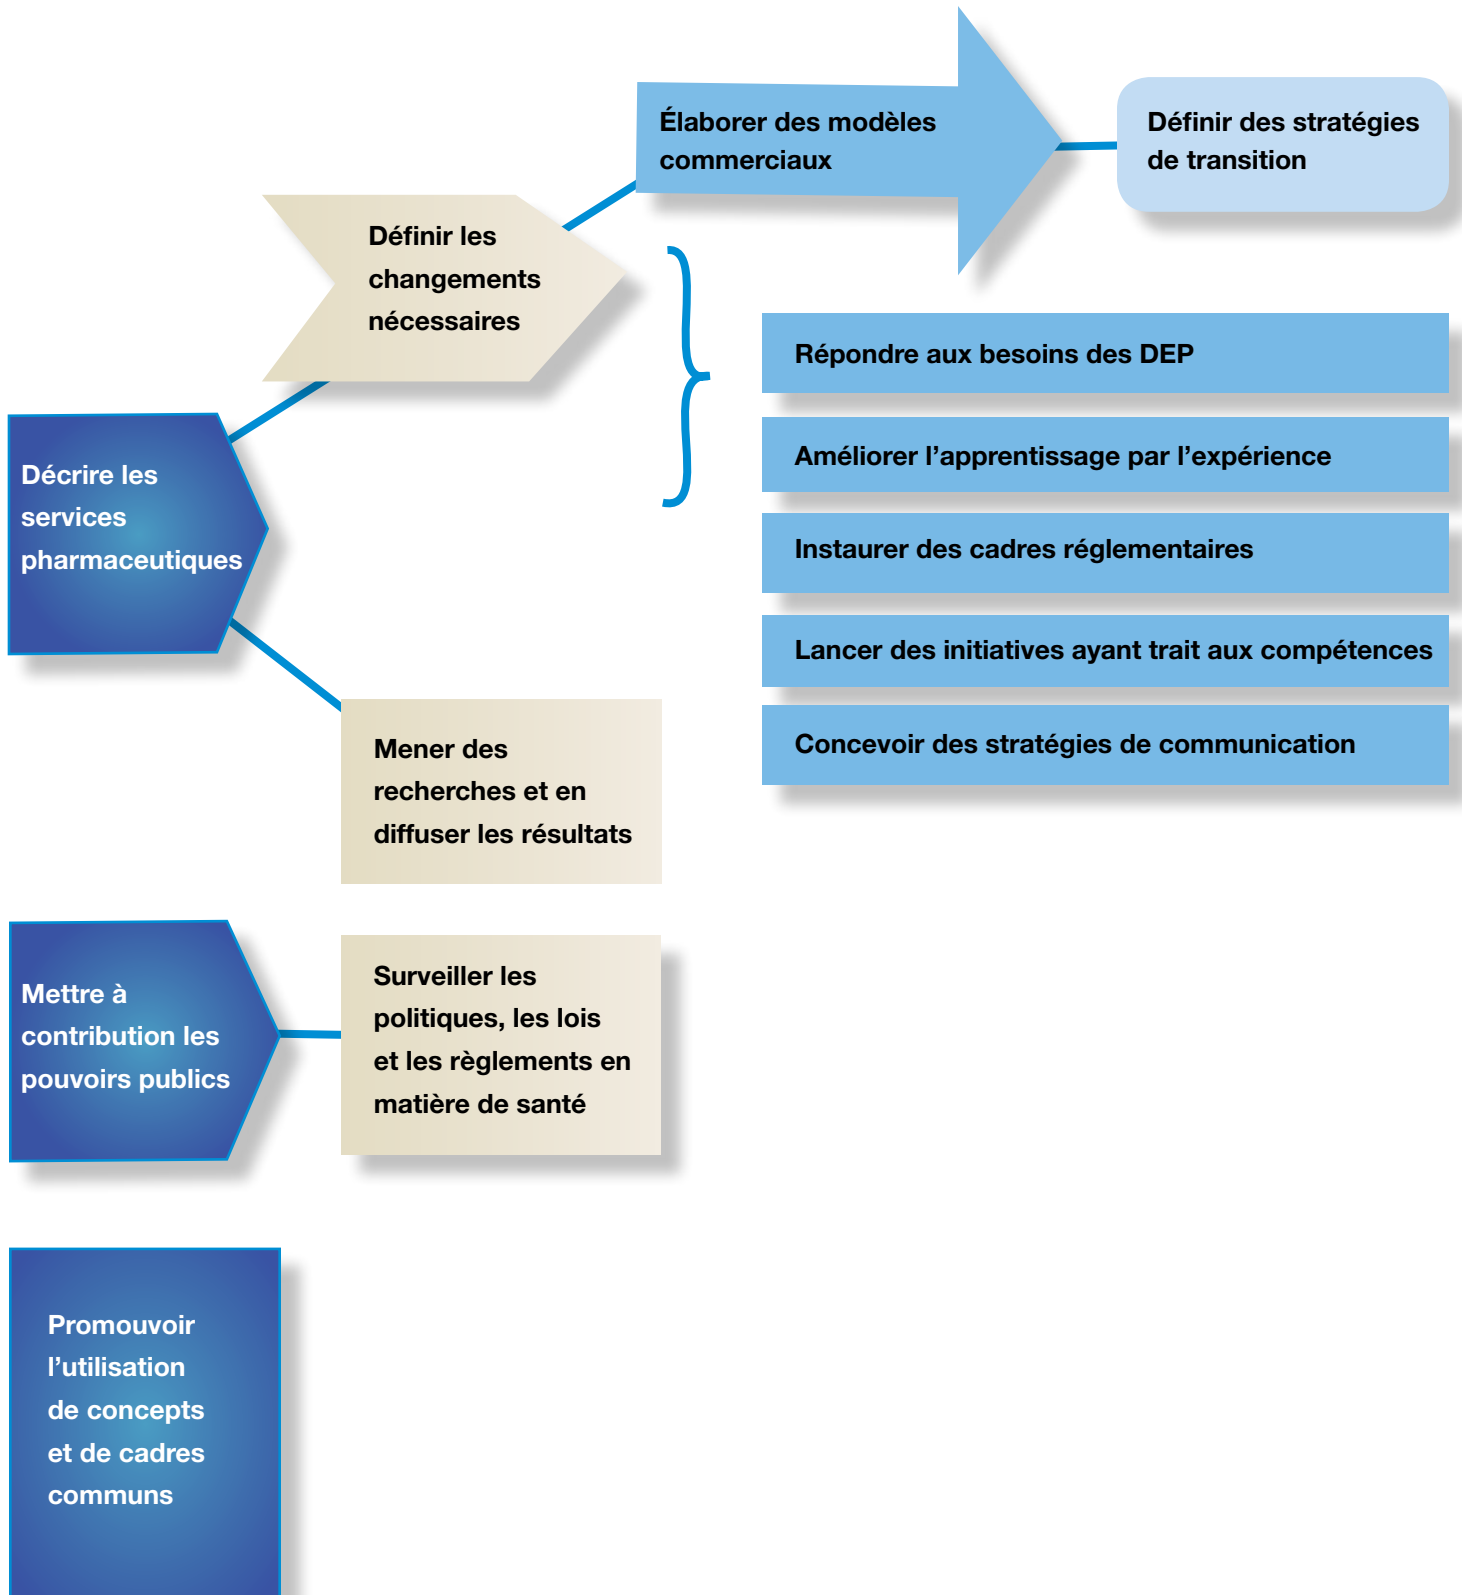 Élaborer des modèles
commerciaux
Définir des stratégies
de transition
Définir les
changements
nécessaires
Répondre aux besoins des DEP
Améliorer l’apprentissage par l’expérience
Instaurer des cadres réglementaires
Lancer des initiatives ayant trait aux compétences
Concevoir des stratégies de communication
Décrire les
services
pharmaceutiques
Mener des
recherches et en
diffuser les résultats
Mettre à
contribution les
pouvoirs publics
Surveiller les
politiques, les lois
et les règlements en
matière de santé
Promouvoir
l’utilisation
de concepts
et de cadres
communs